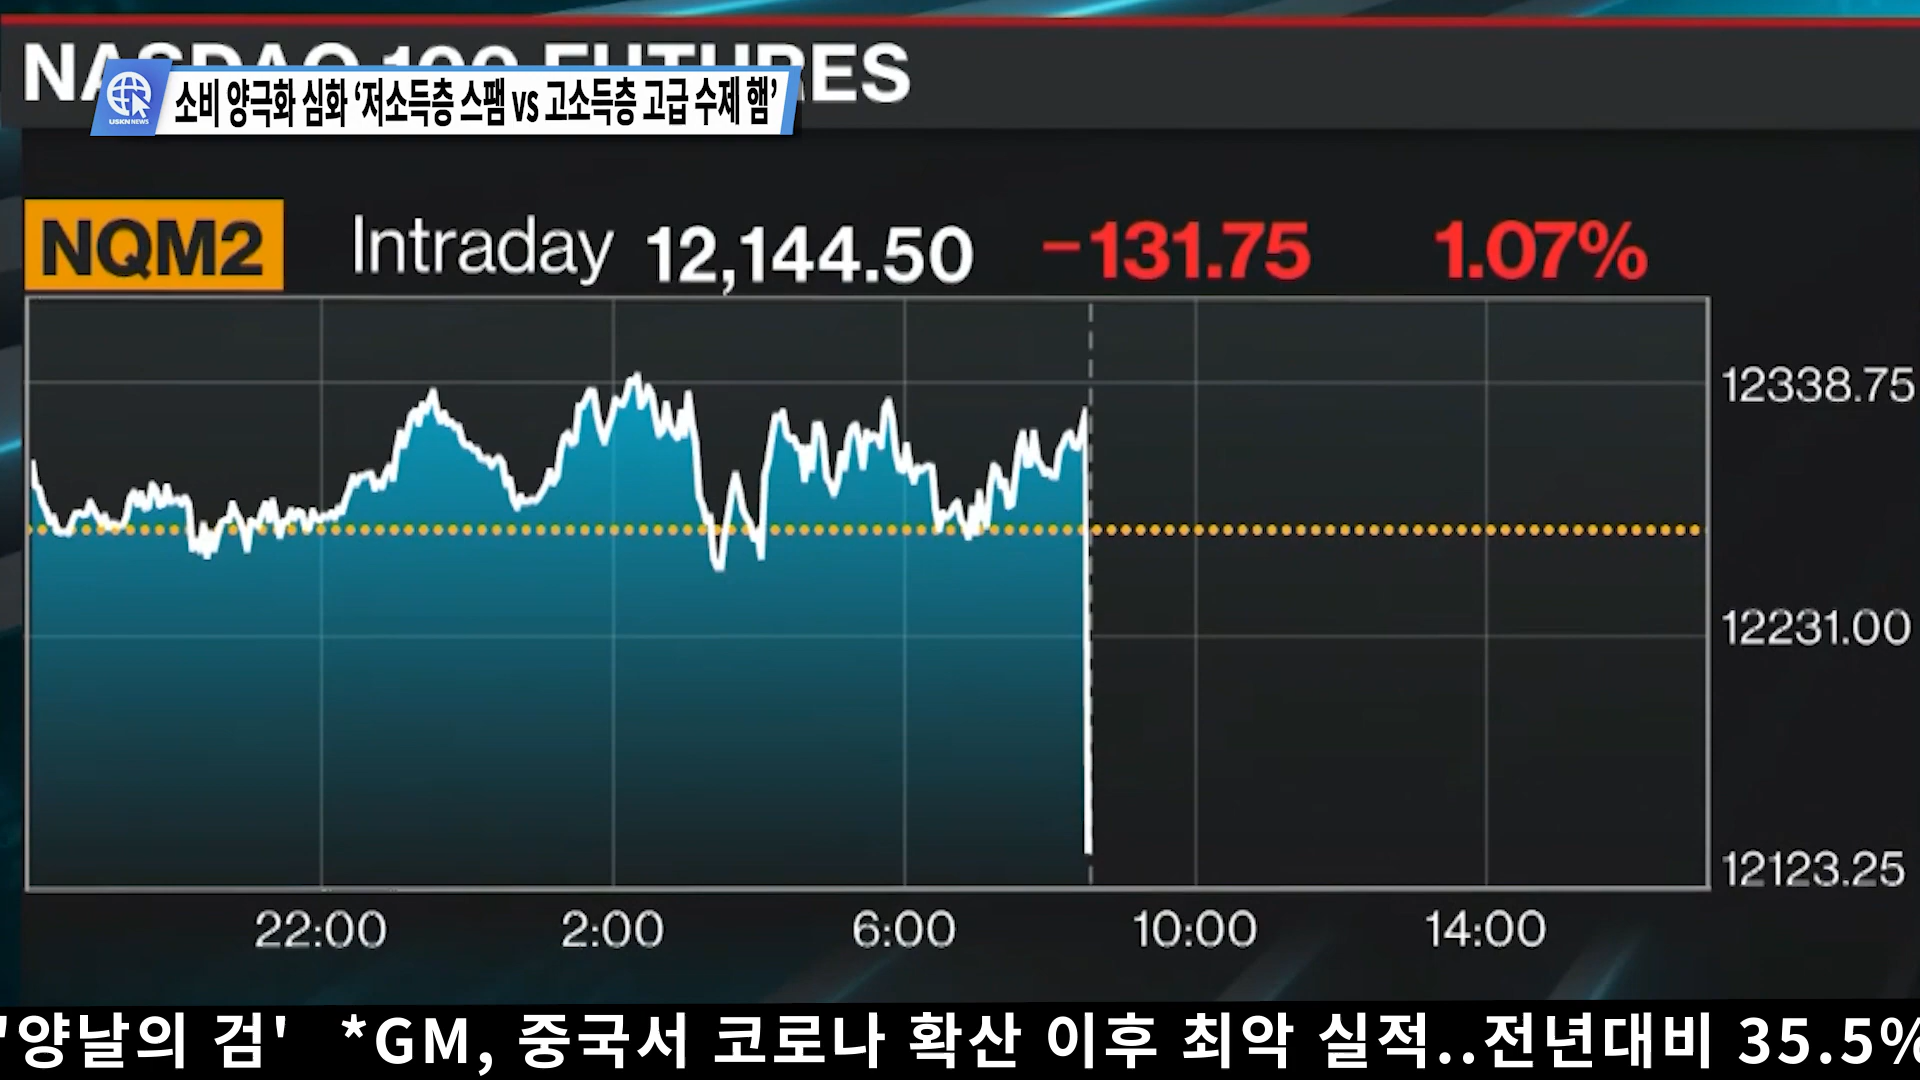 NASDAQ 100 FUTURES
USKN NEWS
소비 양극화 심화 ‘저소득층 스팸 vs 고소득층 고급 수제 햄’
NQM2 Intraday 12,144.50 −131.75 1.07%
12338.75
12231.00
12123.25
22:00 2:00 6:00 10:00 14:00
'양날의 검' *GM, 중국서 코로나 확산 이후 최악 실적..전년대비 35.5%